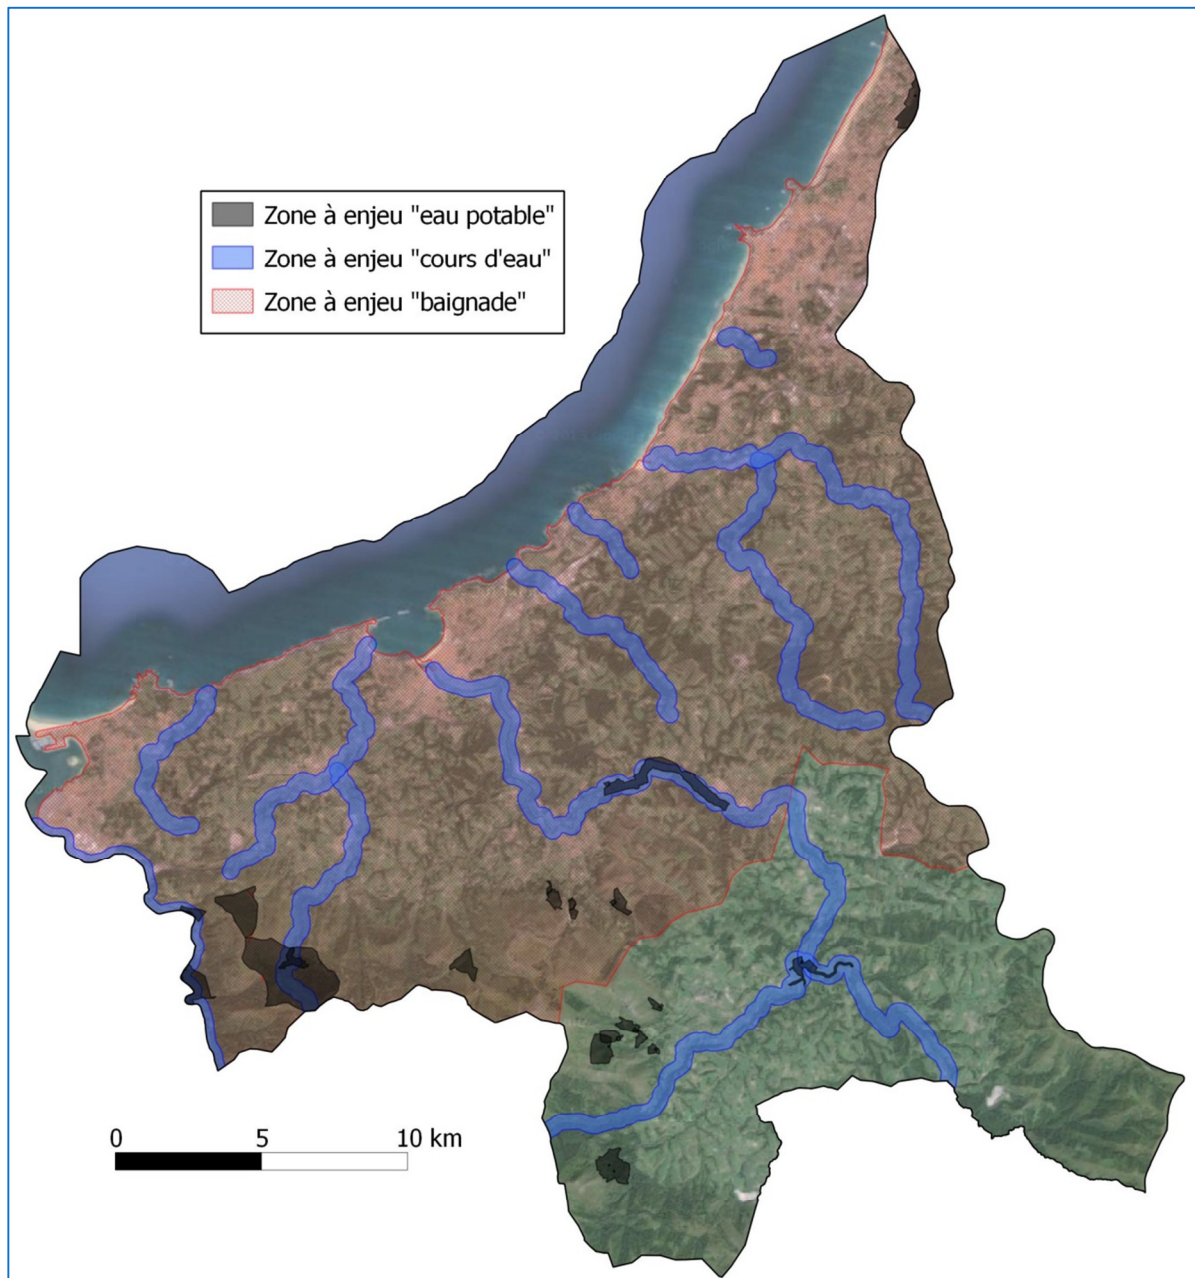 Zone à enjeu "eau potable"
Zone à enjeu "cours d'eau"
Zone à enjeu "baignade"
0 5 10 km